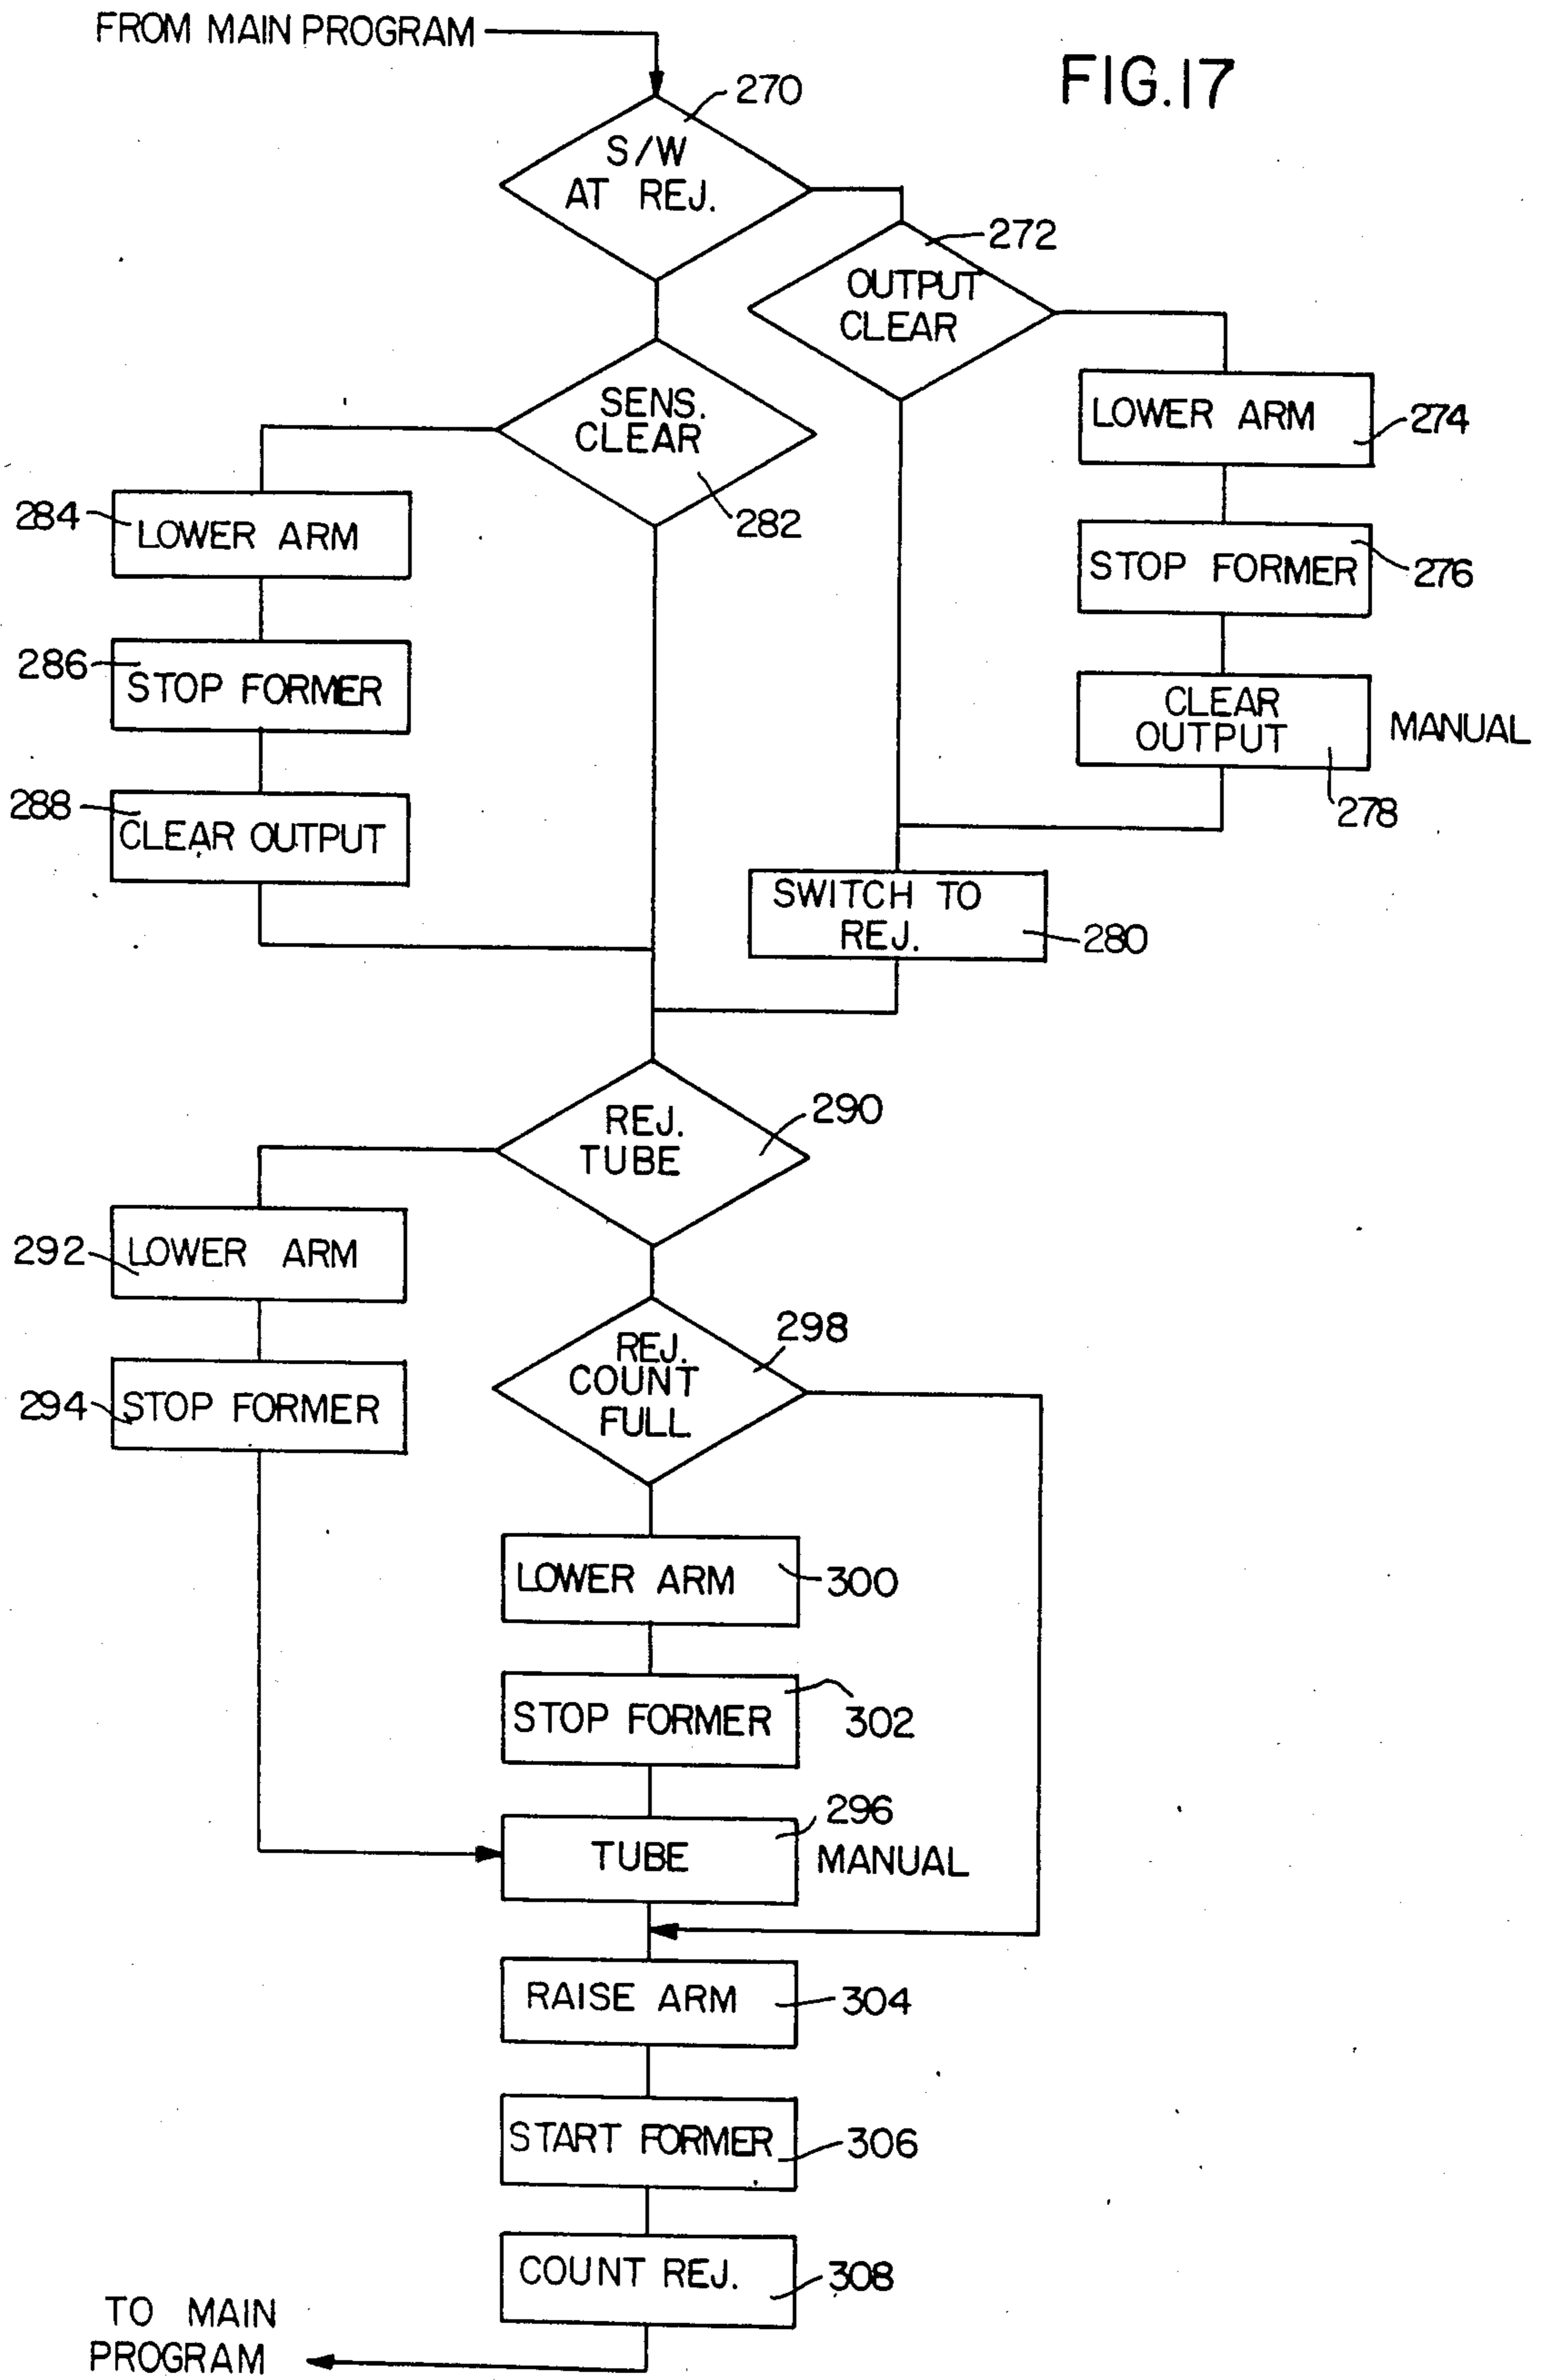 FROM MAIN PROGRAM
FIG.17
270
S/W
AT REJ.
272
OUTPUT
CLEAR
SENS.
CLEAR
282
LOWER ARM
274
284
LOWER ARM
STOP FORMER
276
286
STOP FORMER
CLEAR
OUTPUT
MANUAL
278
288
CLEAR OUTPUT
SWITCH TO
REJ.
280
REJ.
TUBE
290
292
LOWER ARM
298
REJ.
COUNT
FULL
294
STOP FORMER
LOWER ARM
300
STOP FORMER
302
296
TUBE
MANUAL
RAISE ARM
304
START FORMER
306
COUNT REJ.
308
TO MAIN
PROGRAM